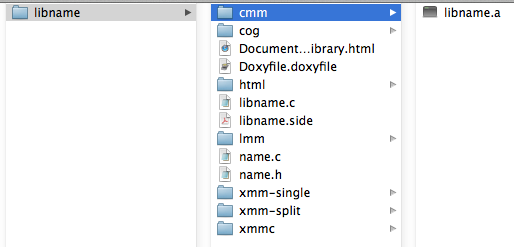 libname
cmm
cog
Document...ibrary.html
Doxyfile.doxyfile
html
libname.c
libname.side
lmm
name.c
name.h
xmm-single
xmm-split
xmmc
libname.a